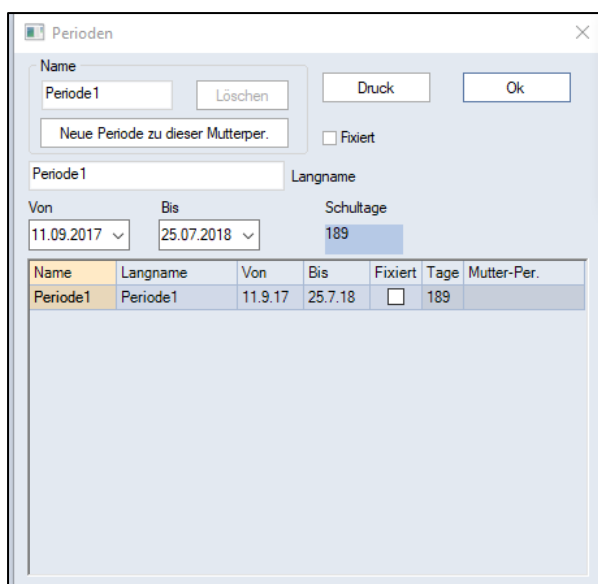 Perioden
Name
Periode1 Löschen Druck Ok
Neue Periode zu dieser Mutterper. Fixiert
Periode1 Langname
Von Bis Schultage
11.09.2017 25.07.2018 189
Name Langname Von Bis Fixiert Tage Mutter-Per.
Periode1 Periode1 11.9.17 25.7.18 189